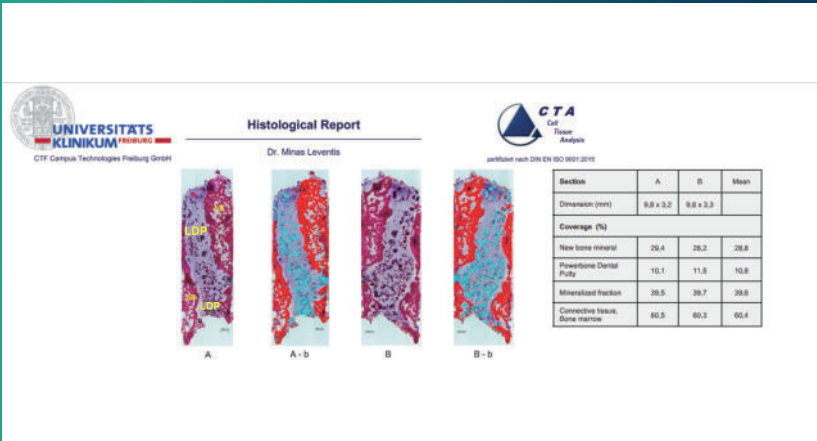 UNIVERSITÄTS
KLINIKUM FREIBURG
CTF Campus Technologies Freiburg GmbH
Histological Report
Dr. Minas Leventis
CTA
Cell
Tissue
Analysis
zertifiziert nach DIN EN ISO 9001:2015
LDP
LDP
A
A - b
B
B - b
Section A B Mean
Dimension (mm) 9,8 x 3,2 9,8 x 3,3
Coverage (%)
New bone mineral 29,4 28,2 28,8
Powerbone Dental
Putty 10,1 11,5 10,8
Mineralized fraction 39,5 39,7 39,6
Connective tissue,
Bone marrow 60,5 60,3 60,4